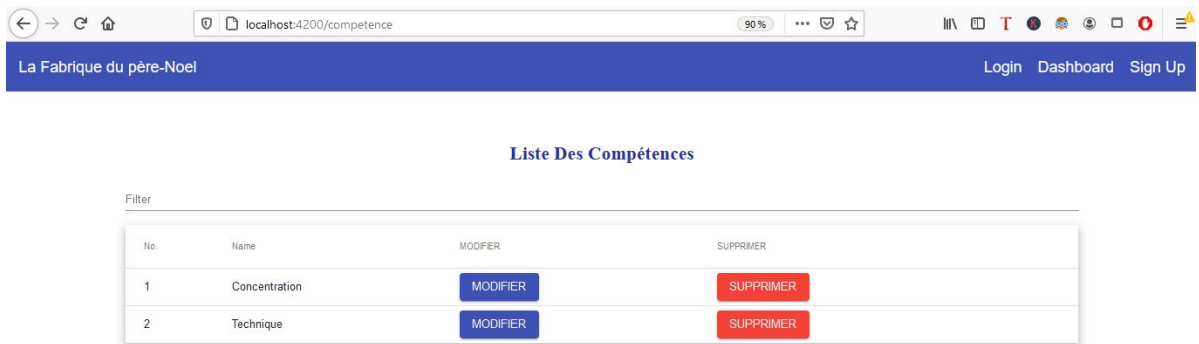 localhost:4200/competence 90 %
La Fabrique du père-Noel Login Dashboard Sign Up
Liste Des Compétences
Filter
No. Name MODIFIER SUPPRIMER
1 Concentration MODIFIER SUPPRIMER
2 Technique MODIFIER SUPPRIMER